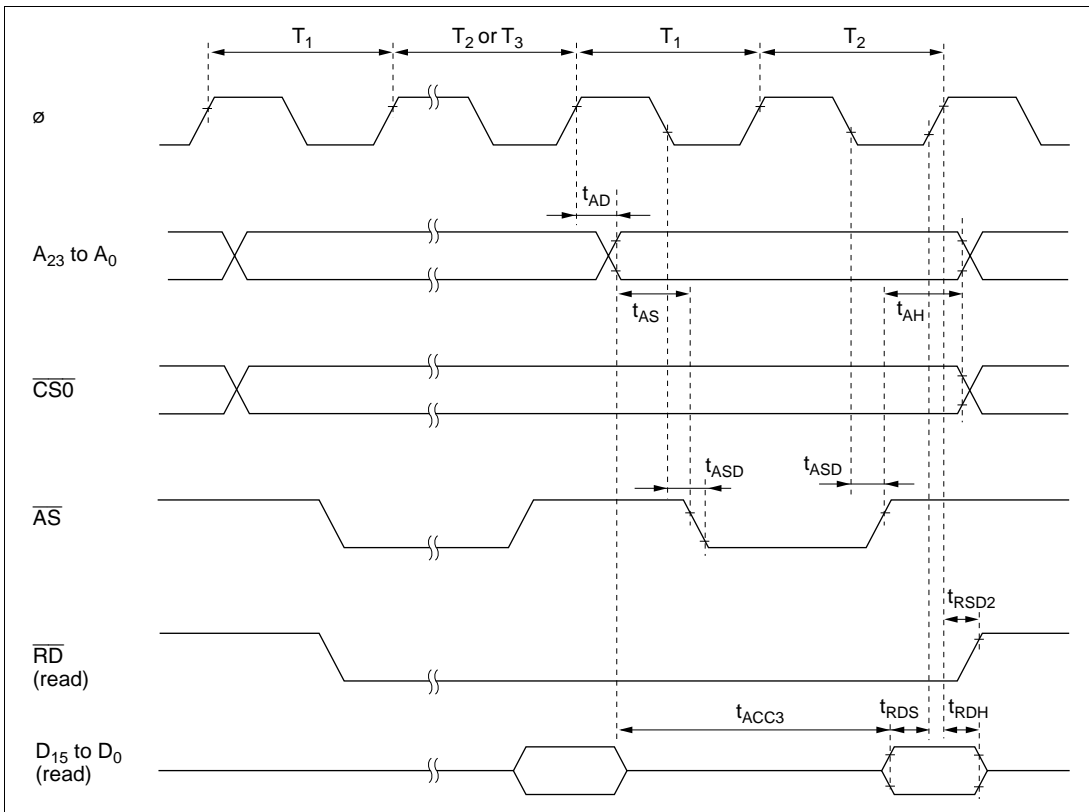 T1 T2 or T3 T1 T2
ø
tAD
A23 to A0
tAS tAH
CS0
tASD tASD
AS
tRSD2
RD
(read)
tACC3 tRDS tRDH
D15 to D0
(read)